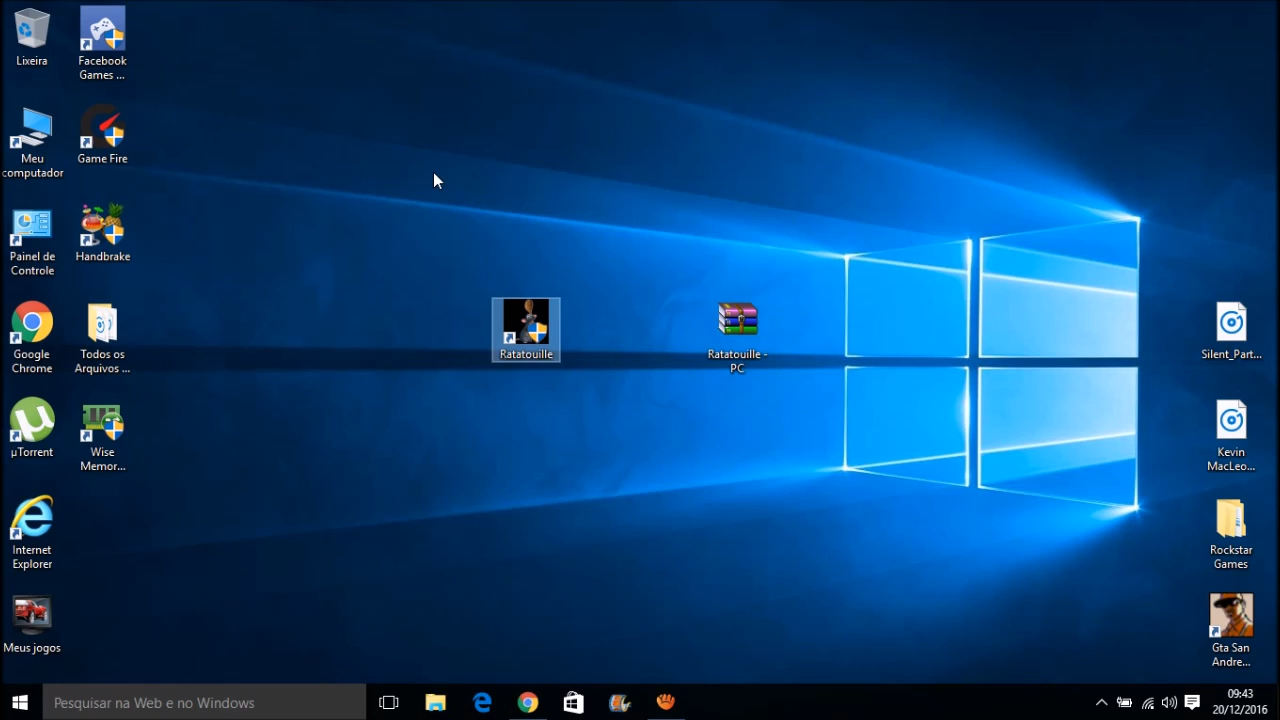 Lixeira
Facebook
Games ...
Meu
computador
Game Fire
Painel de
Controle
Handbrake
Google
Chrome
Todos os
Arquivos ...
µTorrent
Wise
Memor...
Internet
Explorer
Meus jogos
Ratatouille
Ratatouille -
PC
Silent_Part...
Kevin
MacLeo...
Rockstar
Games
Gta San
Andre...
Pesquisar na Web e no Windows
09:43
20/12/2016